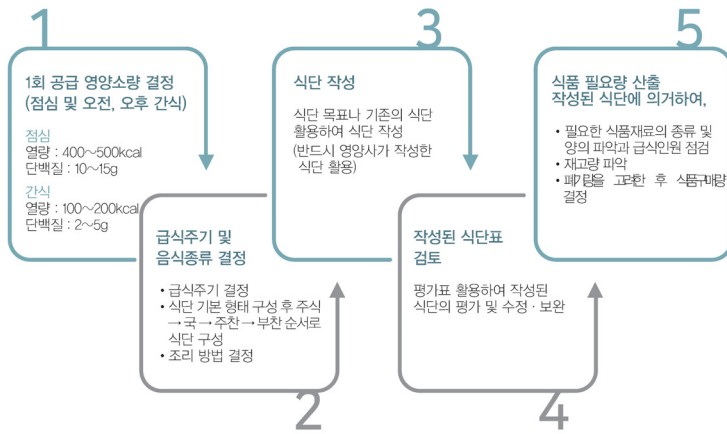 1
1회 공급 영양소량 결정
(점심 및 오전, 오후 간식)
점심
열량 : 400~500kcal
단백질 : 10~15g
간식
열량 : 100~200kcal
단백질 : 2~5g
급식주기 및
음식종류 결정
• 급식주기 결정
• 식단 기본 형태 구성 후 주식
→ 국 → 주찬 → 부찬 순서로
식단 구성
• 조리 방법 결정
2
3
식단 작성
식단 목표나 기존의 식단
활용하여 식단 작성
(반드시 영양사가 작성한
식단 활용)
작성된 식단표
검토
평가표 활용하여 작성된
식단의 평가 및 수정 · 보완
4
5
식품 필요량 산출
작성된 식단에 의거하여,
• 필요한 식품재료의 종류 및
양의 파악과 급식인원 점검
• 재고량 파악
• 폐기량을 고려한 후 식품구매량
결정